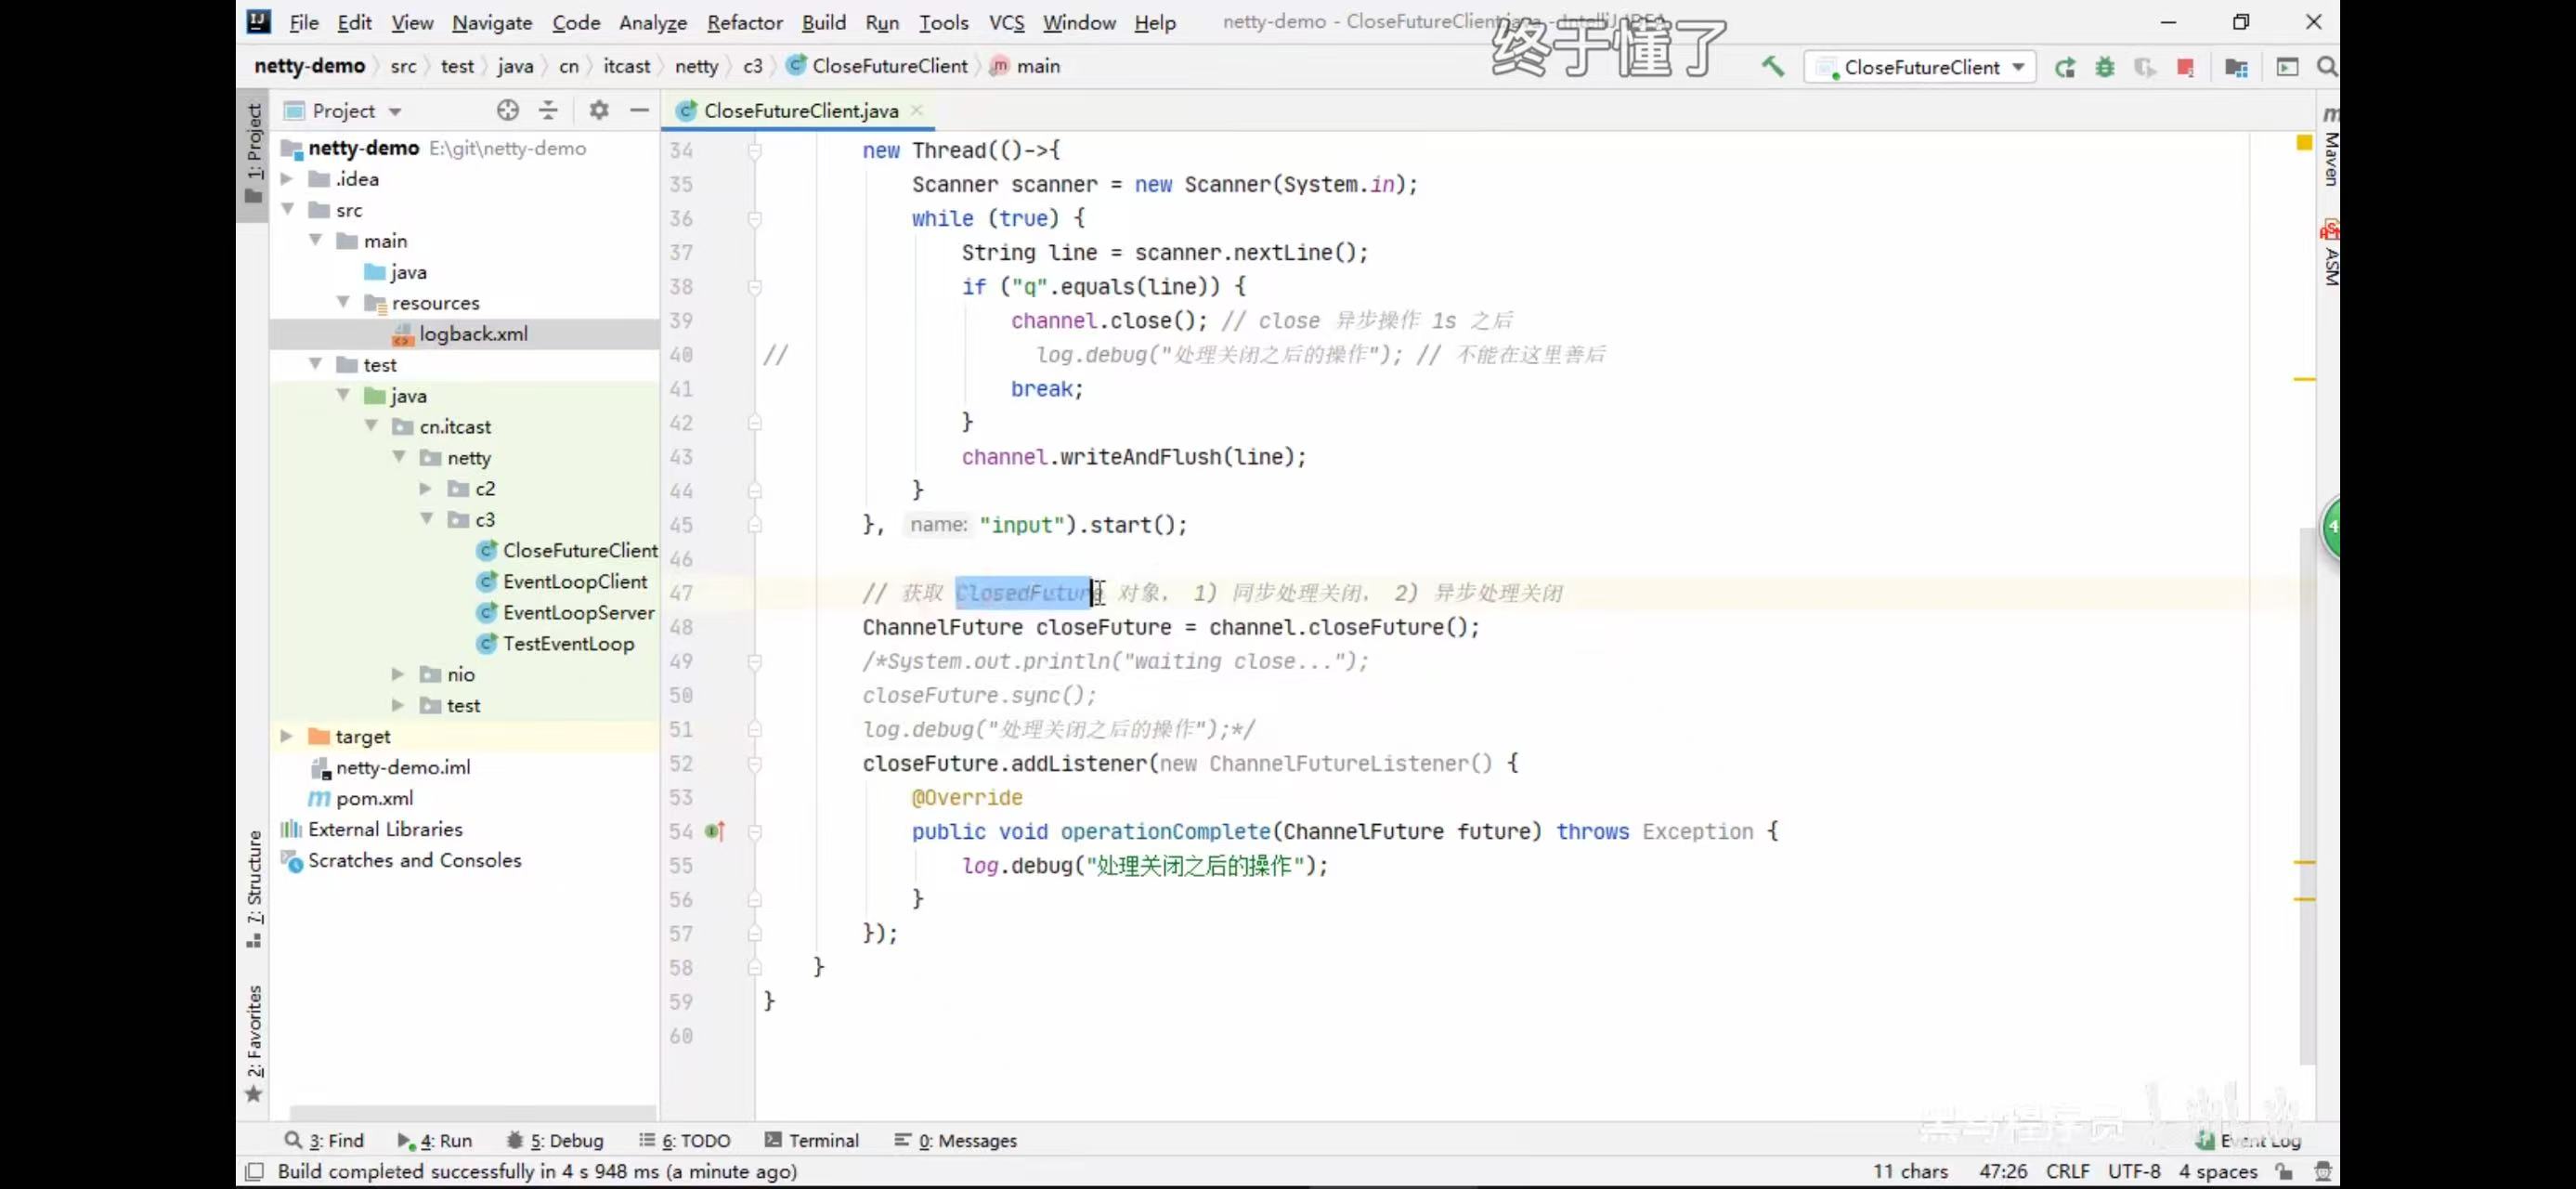 File Edit View Navigate Code Analyze Refactor Build Run Tools VCS Window Help netty-demo - CloseFutureClient.java - IntelliJ IDEA
终于懂了
netty-demo src test java cn itcast netty c3 CloseFutureClient main
CloseFutureClient
1: Project
Project
CloseFutureClient.java
netty-demo E:\git\netty-demo
.idea
src
main
java
resources
logback.xml
test
java
cn.itcast
netty
c2
c3
CloseFutureClient
EventLoopClient
EventLoopServer
TestEventLoop
nio
test
target
netty-demo.iml
pom.xml
External Libraries
Scratches and Consoles
7: Structure
2: Favorites
34 new Thread(()->{
35 Scanner scanner = new Scanner(System.in);
36 while (true) {
37 String line = scanner.nextLine();
38 if ("q".equals(line)) {
39 channel.close(); // close 异步操作 1s 之后
40 // log.debug("处理关闭之后的操作"); // 不能在这里善后
41 break;
42 }
43 channel.writeAndFlush(line);
44 }
45 }, name: "input").start();
46
47 // 获取 ClosedFuture 对象， 1) 同步处理关闭， 2) 异步处理关闭
48 ChannelFuture closeFuture = channel.closeFuture();
49 /*System.out.println("waiting close...");
50 closeFuture.sync();
51 log.debug("处理关闭之后的操作");*/
52 closeFuture.addListener(new ChannelFutureListener() {
53 @Override
54 public void operationComplete(ChannelFuture future) throws Exception {
55 log.debug("处理关闭之后的操作");
56 }
57 });
58 }
59 }
60
m
Maven
ASM
4
3: Find 4: Run 5: Debug 6: TODO Terminal 0: Messages
黑马程序员
Event Log
Build completed successfully in 4 s 948 ms (a minute ago) 11 chars 47:26 CRLF UTF-8 4 spaces